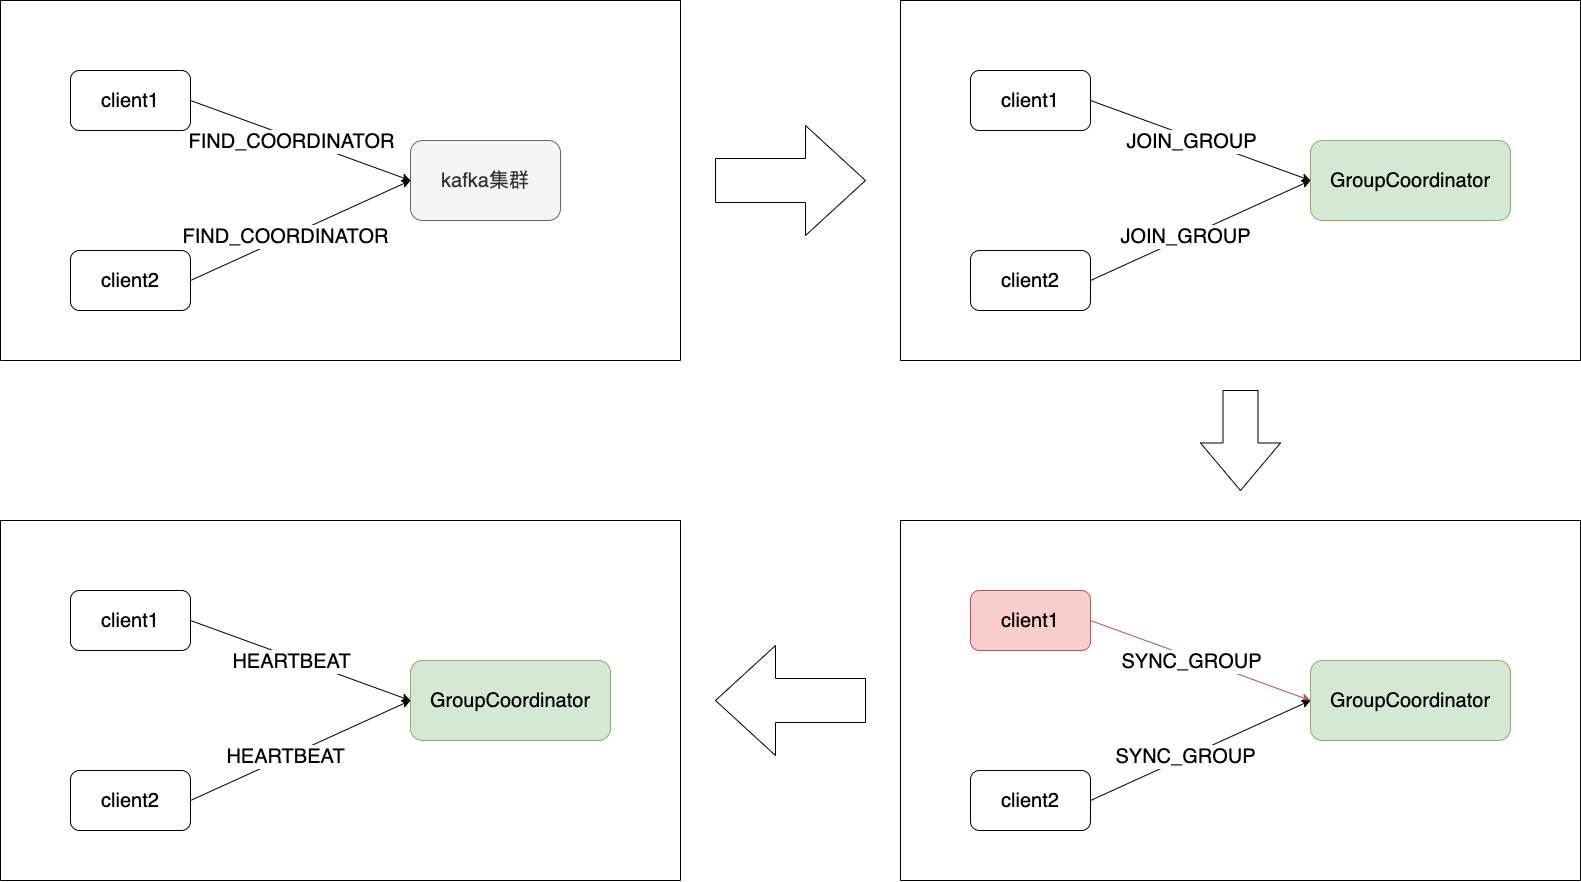 client1
FIND_COORDINATOR
kafka集群
FIND_COORDINATOR
client2
client1
JOIN_GROUP
GroupCoordinator
JOIN_GROUP
client2
client1
SYNC_GROUP
GroupCoordinator
SYNC_GROUP
client2
client1
HEARTBEAT
GroupCoordinator
HEARTBEAT
client2